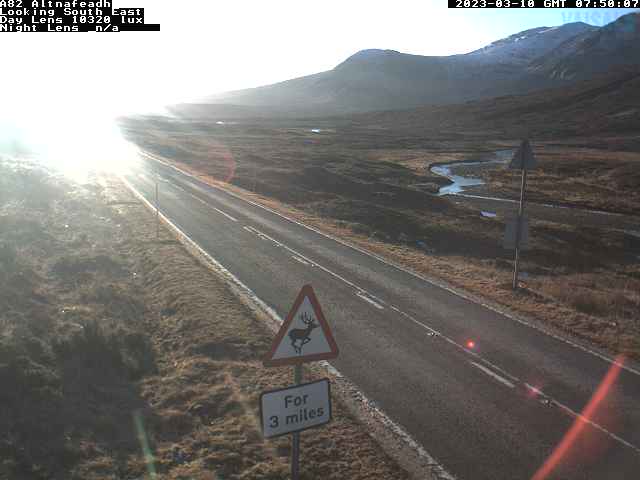 A82 Altnafeadh
Looking South East
Day Lens 10320 lux
Night Lens n/a
2023-03-10 GMT 07:50:07
VAISALA
For
3 miles